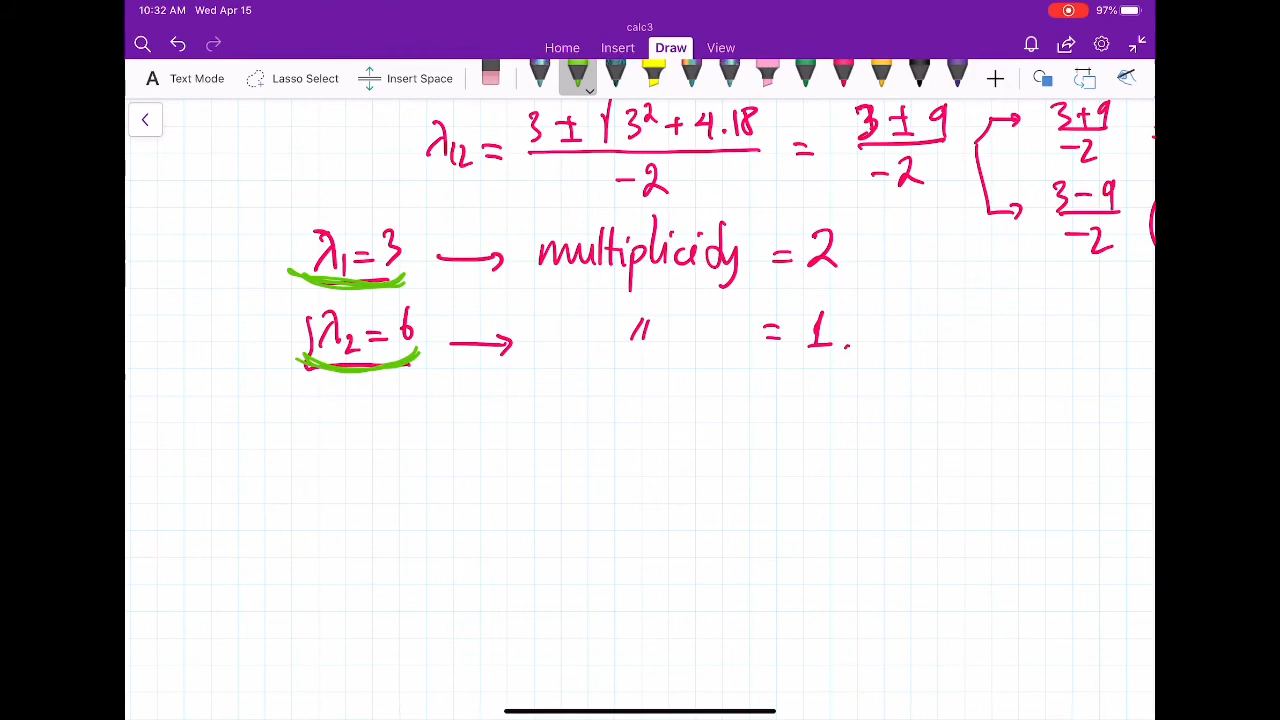 10:32 AM Wed Apr 15
97%
calc3
Home Insert Draw View
Text Mode Lasso Select Insert Space
λ₁₂ = (3 ± √(3² + 4.18)) / -2 = (3 ± 9) / -2
(3+9) / -2
(3-9) / -2
λ₁ = 3 → multiplicidy = 2
λ₂ = 6 → " = 1.